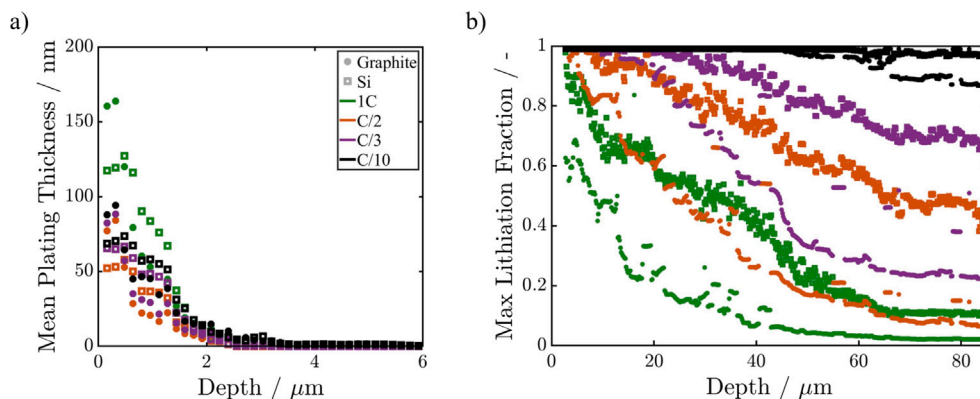 a)
200
150
100
50
0
Mean Plating Thickness / nm
Graphite
Si
1C
C/2
C/3
C/10
0
2
4
6
Depth / μm
b)
1
0.8
0.6
0.4
0.2
0
Max Lithiation Fraction / -
0
20
40
60
80
Depth / μm